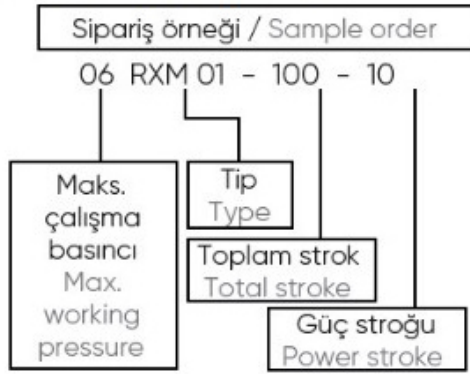 Sipariş örneği / Sample order
06 RXM 01 - 100 - 10
Maks.
çalışma
basıncı
Max.
working
pressure
Tip
Type
Toplam strok
Total stroke
Güç stroğu
Power stroke